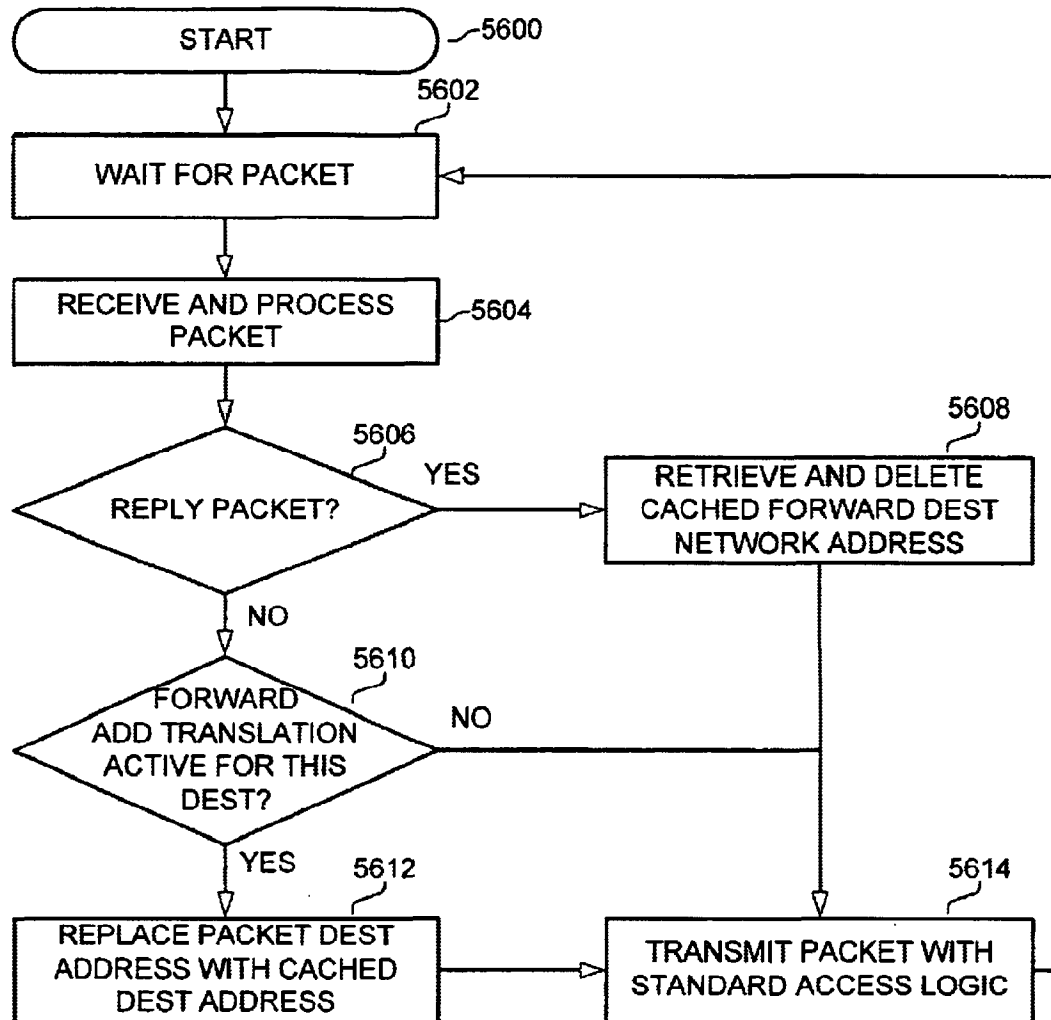 START
5600
5602
WAIT FOR PACKET
RECEIVE AND PROCESS
PACKET
5604
5606
REPLY PACKET?
YES
5608
RETRIEVE AND DELETE
CACHED FORWARD DEST
NETWORK ADDRESS
NO
5610
FORWARD
ADD TRANSLATION
ACTIVE FOR THIS
DEST?
NO
YES
5612
REPLACE PACKET DEST
ADDRESS WITH CACHED
DEST ADDRESS
5614
TRANSMIT PACKET WITH
STANDARD ACCESS LOGIC